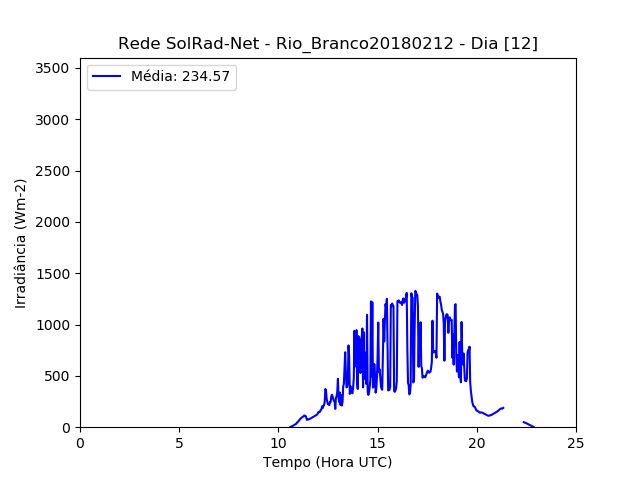 Rede SolRad-Net - Rio_Branco20180212 - Dia [12]
Média: 234.57
3500
3000
2500
2000
1500
1000
500
0
Irradiância (Wm-2)
0 5 10 15 20 25
Tempo (Hora UTC)